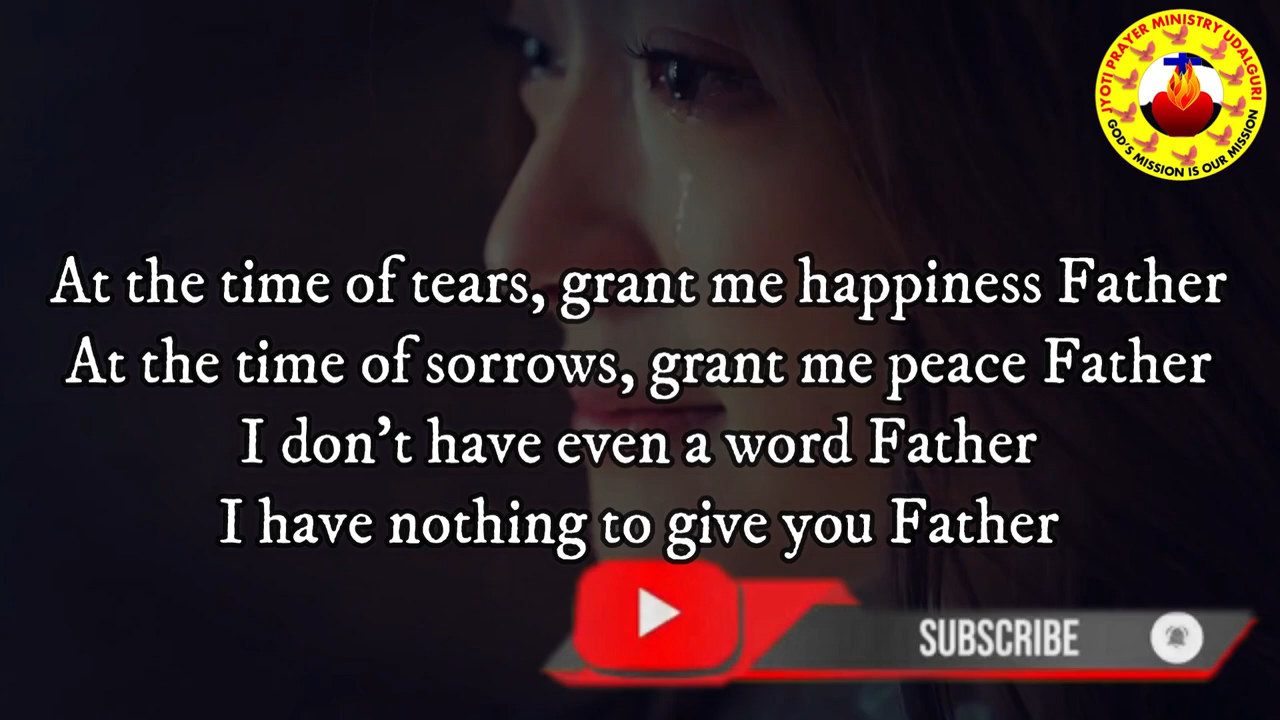 JYOTI PRAYER MINISTRY UDALGURI
GOD'S MISSION IS OUR MISSION
At the time of tears, grant me happiness Father
At the time of sorrows, grant me peace Father
I don't have even a word Father
I have nothing to give you Father
SUBSCRIBE